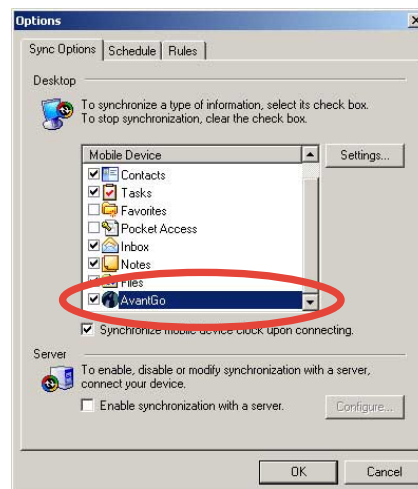 Options
Sync Options Schedule Rules
Desktop
To synchronize a type of information, select its check box.
To stop synchronization, clear the check box.
Mobile Device
Settings...
Contacts
Tasks
Favorites
Pocket Access
Inbox
Notes
Files
AvantGo
Synchronize mobile device clock upon connecting.
Server
To enable, disable or modify synchronization with a server,
connect your device.
Enable synchronization with a server.
Configure...
OK Cancel